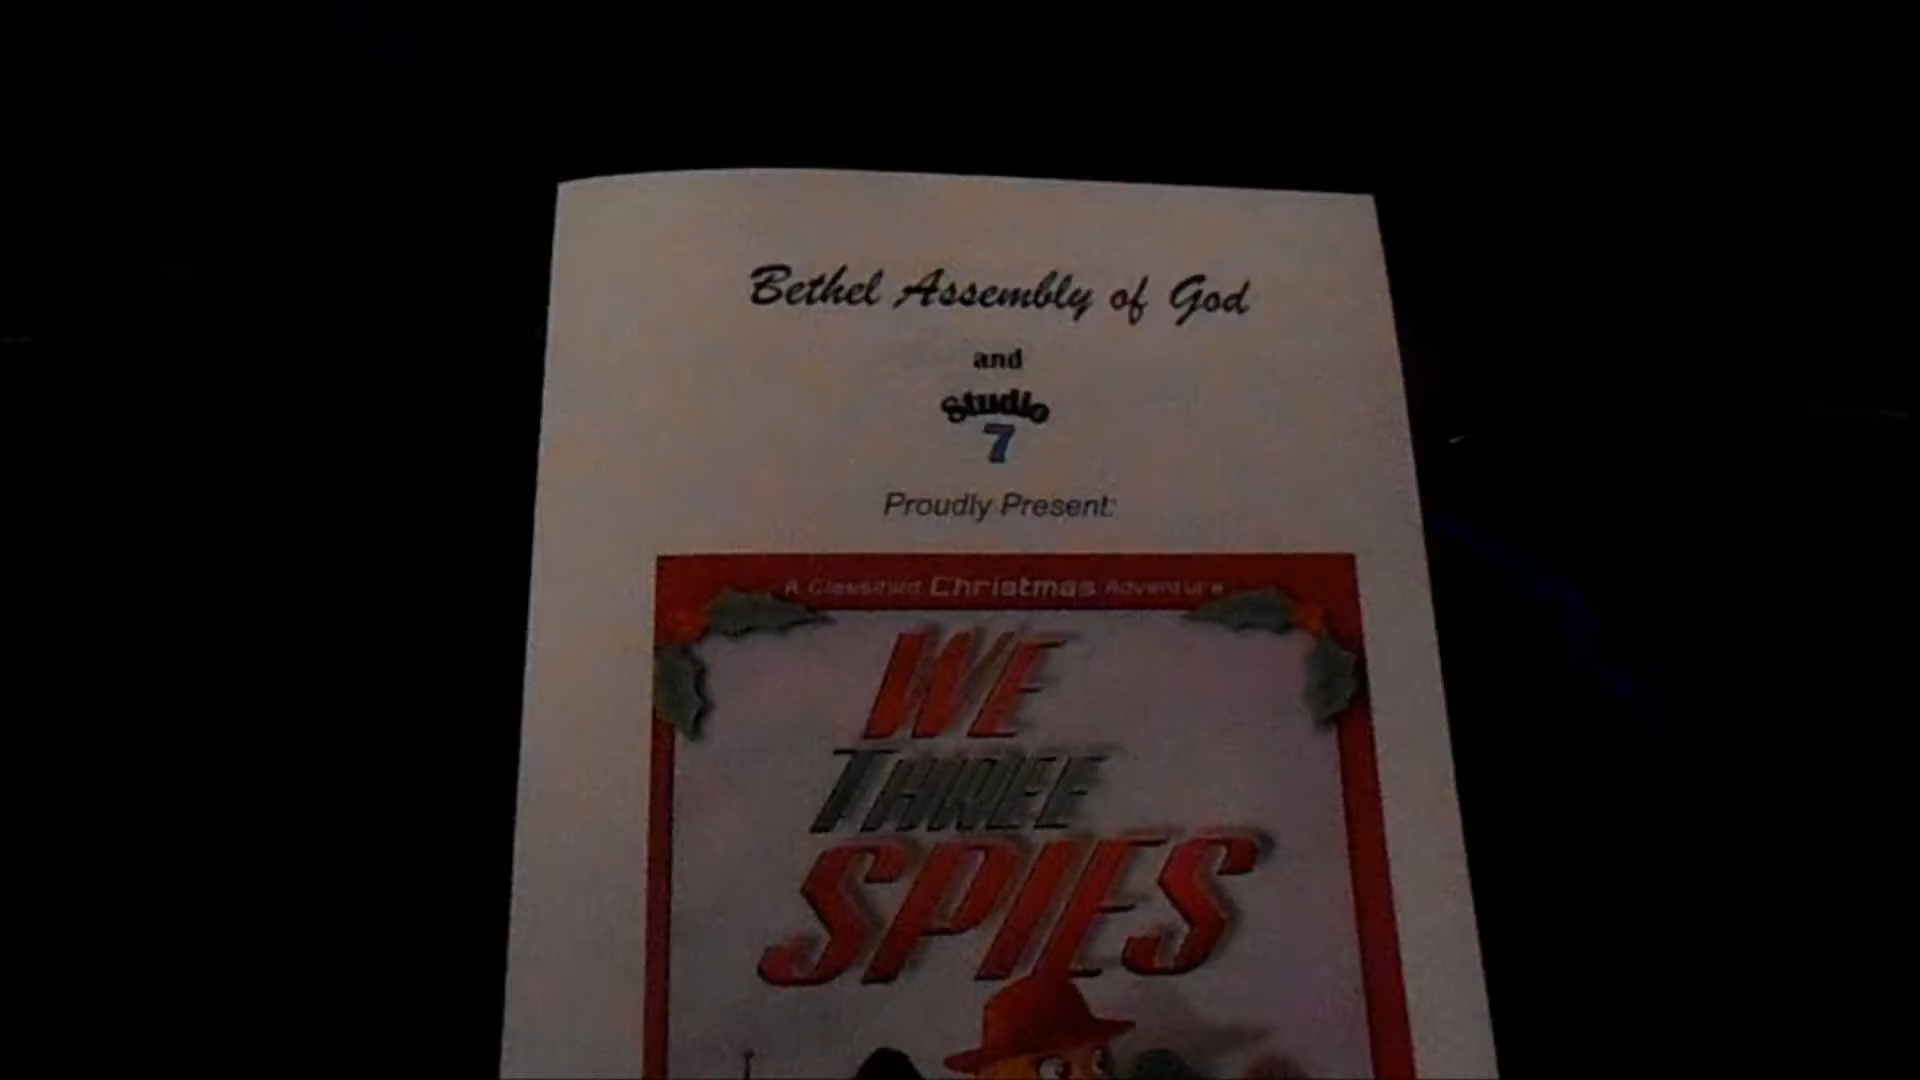 Bethel Assembly of God
and
Studio
7
Proudly Present:
A Classified Christmas Adventure
WE
THREE
SPIES